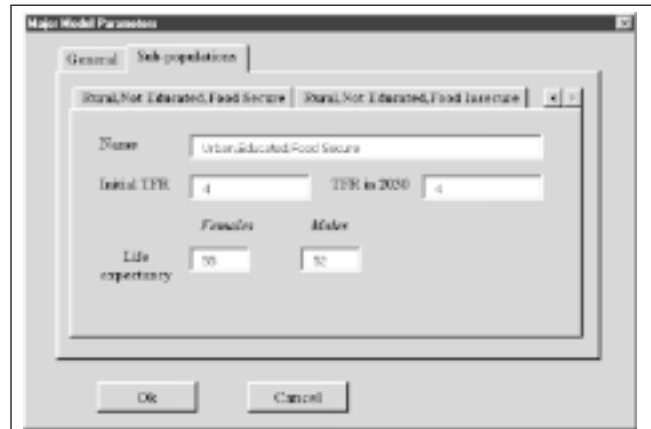 Major Model Parameters
General Sub-populations
Rural,Not Educated,Food Secure Rural,Not Educated,Food Insecure
Name Urban,Educated,Food Secure
Initial TFR 4 TFR in 2030 4
Females Males
Life
expectancy 52
Ok Cancel